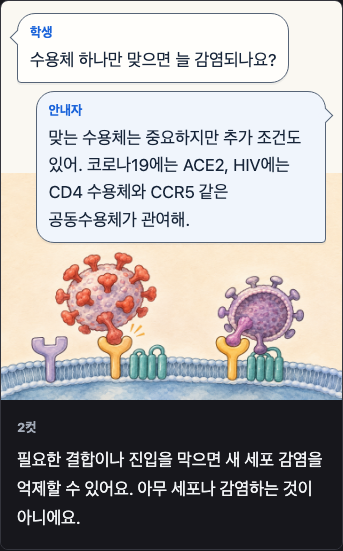 학생
수용체 하나만 맞으면 늘 감염되나요?
안내자
맞는 수용체는 중요하지만 추가 조건도
있어. 코로나19에는 ACE2, HIV에는
CD4 수용체와 CCR5 같은
공동수용체가 관여해.
2컷
필요한 결합이나 진입을 막으면 새 세포 감염을
억제할 수 있어요. 아무 세포나 감염하는 것이
아니에요.